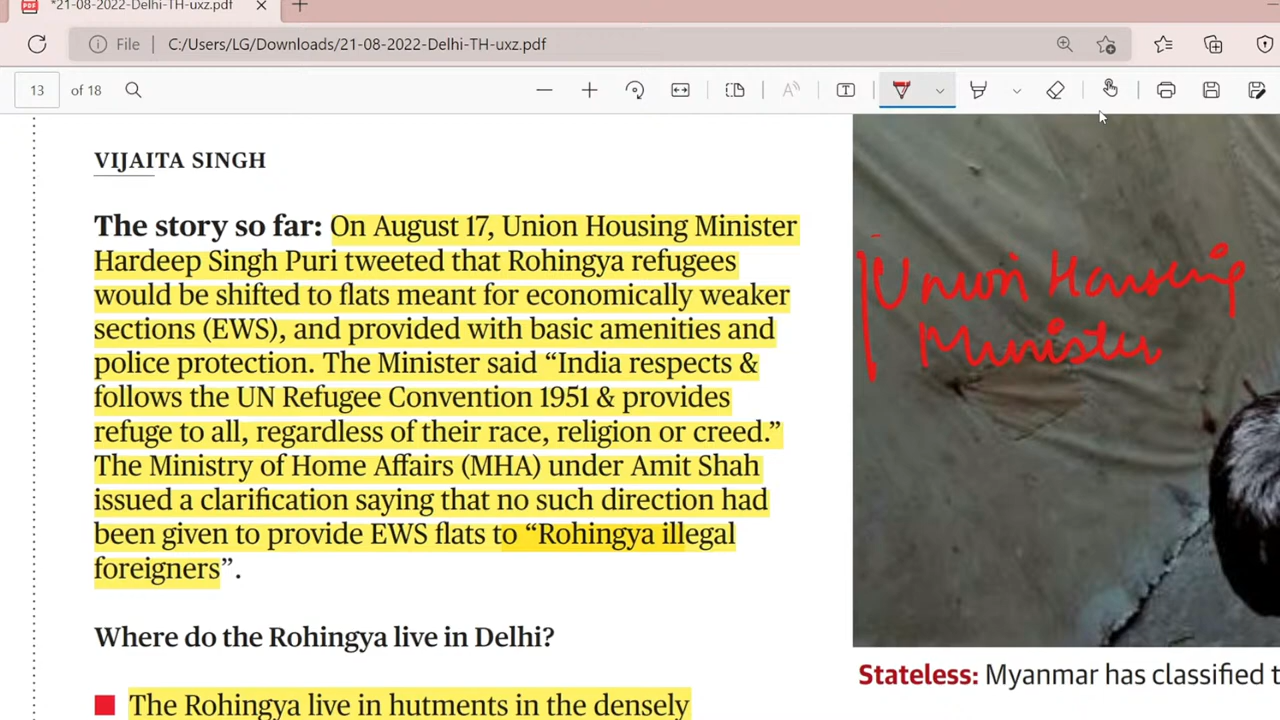 *21-08-2022-Delhi-TH-uxz.pdf
File C:/Users/LG/Downloads/21-08-2022-Delhi-TH-uxz.pdf
13 of 18
VIJAITA SINGH
The story so far: On August 17, Union Housing Minister
Hardeep Singh Puri tweeted that Rohingya refugees
would be shifted to flats meant for economically weaker
sections (EWS), and provided with basic amenities and
police protection. The Minister said “India respects &
follows the UN Refugee Convention 1951 & provides
refuge to all, regardless of their race, religion or creed.”
The Ministry of Home Affairs (MHA) under Amit Shah
issued a clarification saying that no such direction had
been given to provide EWS flats to “Rohingya illegal
foreigners”.
Where do the Rohingya live in Delhi?
The Rohingya live in hutments in the densely
Union Housing
Minister
Stateless: Myanmar has classified t